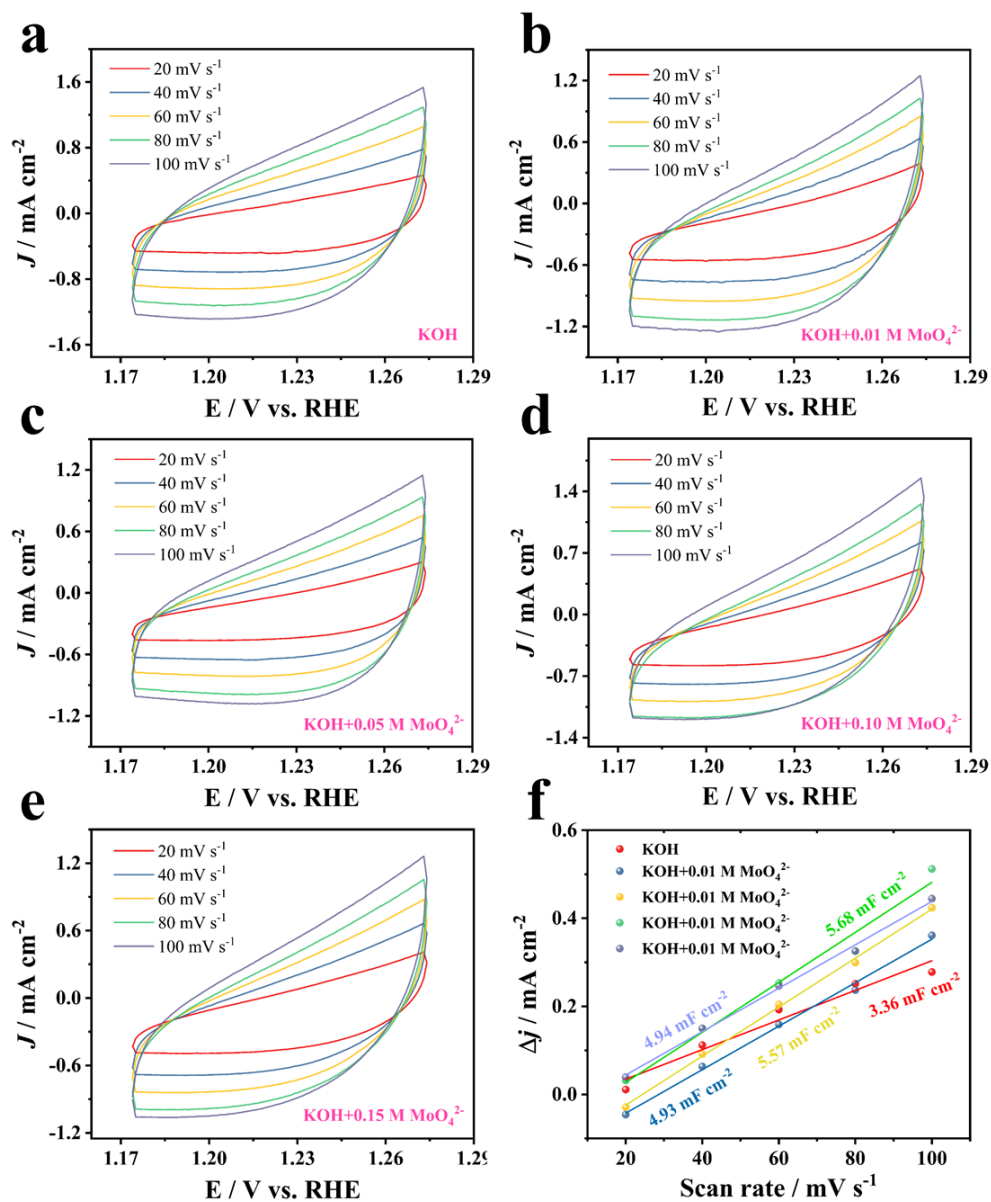 a
20 mV s⁻¹
40 mV s⁻¹
60 mV s⁻¹
80 mV s⁻¹
100 mV s⁻¹
1.6
0.8
0.0
-0.8
-1.6
J / mA cm⁻²
KOH
1.17 1.20 1.23 1.26 1.29
E / V vs. RHE
b
20 mV s⁻¹
40 mV s⁻¹
60 mV s⁻¹
80 mV s⁻¹
100 mV s⁻¹
1.2
0.6
0.0
-0.6
-1.2
J / mA cm⁻²
KOH+0.01 M MoO₄²⁻
1.17 1.20 1.23 1.26 1.29
E / V vs. RHE
c
20 mV s⁻¹
40 mV s⁻¹
60 mV s⁻¹
80 mV s⁻¹
100 mV s⁻¹
1.2
0.6
0.0
-0.6
-1.2
J / mA cm⁻²
KOH+0.05 M MoO₄²⁻
1.17 1.20 1.23 1.26 1.29
E / V vs. RHE
d
20 mV s⁻¹
40 mV s⁻¹
60 mV s⁻¹
80 mV s⁻¹
100 mV s⁻¹
1.4
0.7
0.0
-0.7
-1.4
J / mA cm⁻²
KOH+0.10 M MoO₄²⁻
1.17 1.20 1.23 1.26 1.29
E / V vs. RHE
e
20 mV s⁻¹
40 mV s⁻¹
60 mV s⁻¹
80 mV s⁻¹
100 mV s⁻¹
1.2
0.6
0.0
-0.6
-1.2
J / mA cm⁻²
KOH+0.15 M MoO₄²⁻
1.17 1.20 1.23 1.26 1.29
E / V vs. RHE
f
KOH
KOH+0.01 M MoO₄²⁻
KOH+0.01 M MoO₄²⁻
KOH+0.01 M MoO₄²⁻
KOH+0.01 M MoO₄²⁻
0.6
0.4
0.2
0.0
Δj / mA cm⁻²
5.68 mF cm⁻²
4.94 mF cm⁻²
3.36 mF cm⁻²
5.57 mF cm⁻²
4.93 mF cm⁻²
20 40 60 80 100
Scan rate / mV s⁻¹